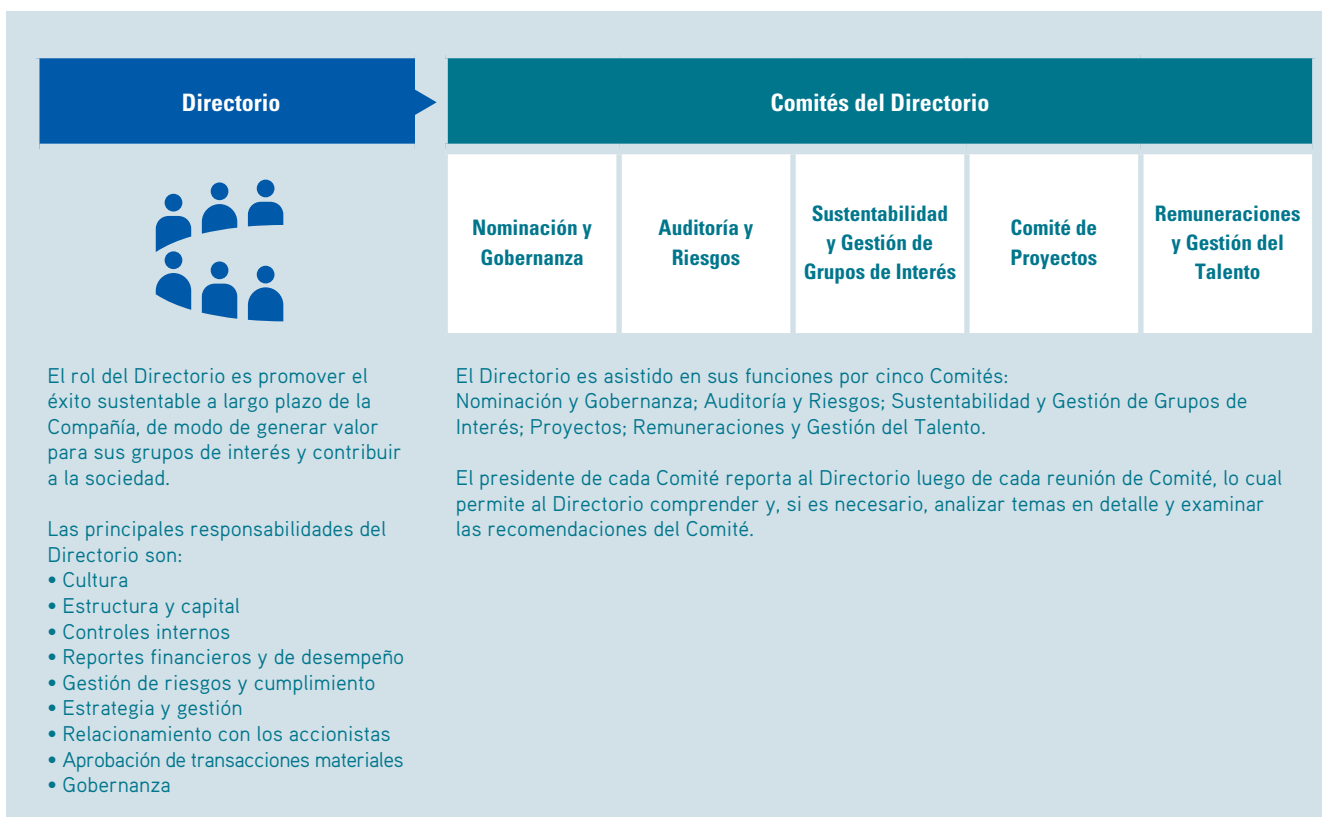 Directorio
El rol del Directorio es promover el
éxito sustentable a largo plazo de la
Compañía, de modo de generar valor
para sus grupos de interés y contribuir
a la sociedad.
Las principales responsabilidades del
Directorio son:
• Cultura
• Estructura y capital
• Controles internos
• Reportes financieros y de desempeño
• Gestión de riesgos y cumplimiento
• Estrategia y gestión
• Relacionamiento con los accionistas
• Aprobación de transacciones materiales
• Gobernanza
Comités del Directorio
Nominación y
Gobernanza
Auditoría y
Riesgos
Sustentabilidad
y Gestión de
Grupos de Interés
Comité de
Proyectos
Remuneraciones
y Gestión del
Talento
El Directorio es asistido en sus funciones por cinco Comités:
Nominación y Gobernanza; Auditoría y Riesgos; Sustentabilidad y Gestión de Grupos de
Interés; Proyectos; Remuneraciones y Gestión del Talento.
El presidente de cada Comité reporta al Directorio luego de cada reunión de Comité, lo cual
permite al Directorio comprender y, si es necesario, analizar temas en detalle y examinar
las recomendaciones del Comité.